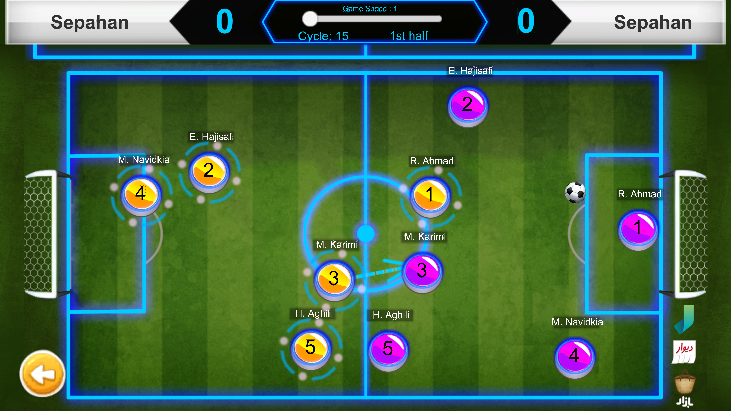 Sepahan
0
Game Speed : 1
0
Sepahan
Cycle: 15
1st half
E. Hajisafi
2
E. Hajisafi
2
M. Navidkia
4
R. Ahmad
1
R. Ahmad
1
M. Karimi
3
M. Karimi
3
H. Aghili
5
H. Aghili
5
M. Navidkia
4
دیوار
بازار